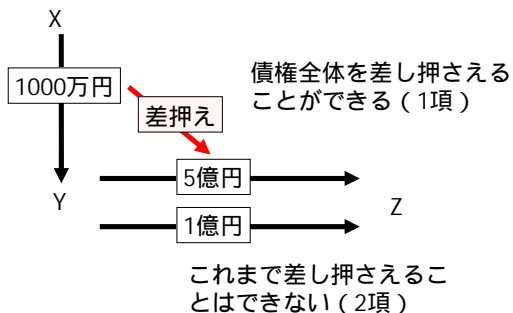 X
1000万円
債権全体を差し押さえる
ことができる（1項）
差押え
5億円
Y
Z
1億円
これまで差し押さえるこ
とはできない（2項）